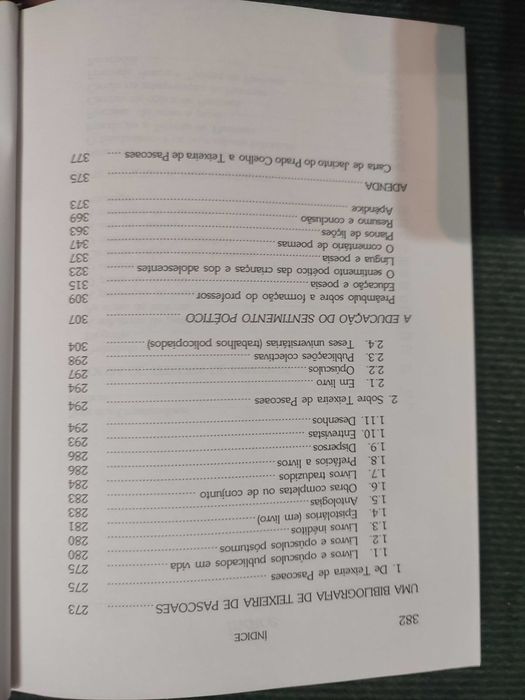 382
ÍNDICE
UMA BIBLIOGRAFIA DE TEIXEIRA DE PASCOAES ............ 273
1. De Teixeira de Pascoaes ............ 275
1.1. Livros e opúsculos publicados em vida ............ 275
1.2. Livros e opúsculos póstumos ............ 280
1.3. Livros inéditos ............ 280
1.4. Epistolários (em livro) ............ 281
1.5. Antologias ............ 283
1.6. Obras completas ou de conjunto ............ 283
1.7. Livros traduzidos ............ 284
1.8. Prefácios a livros ............ 286
1.9. Dispersos ............ 286
1.10. Entrevistas ............ 293
1.11. Desenhos ............ 294
2. Sobre Teixeira de Pascoaes ............ 294
2.1. Em livro ............ 294
2.2. Opúsculos ............ 297
2.3. Publicações colectivas ............ 298
2.4. Teses universitárias (trabalhos policopiados) ............ 304
A EDUCAÇÃO DO SENTIMENTO POÉTICO ............ 307
Preâmbulo sobre a formação do professor ............ 309
Educação e poesia ............ 315
O sentimento poético das crianças e dos adolescentes ............ 323
Língua e poesia ............ 337
O comentário de poemas ............ 347
Planos de lições ............ 363
Resumo e conclusão ............ 369
Apêndice ............ 373
ADENDA ............ 375
Carta de Jacinto do Prado Coelho a Teixeira de Pascoaes ............ 377